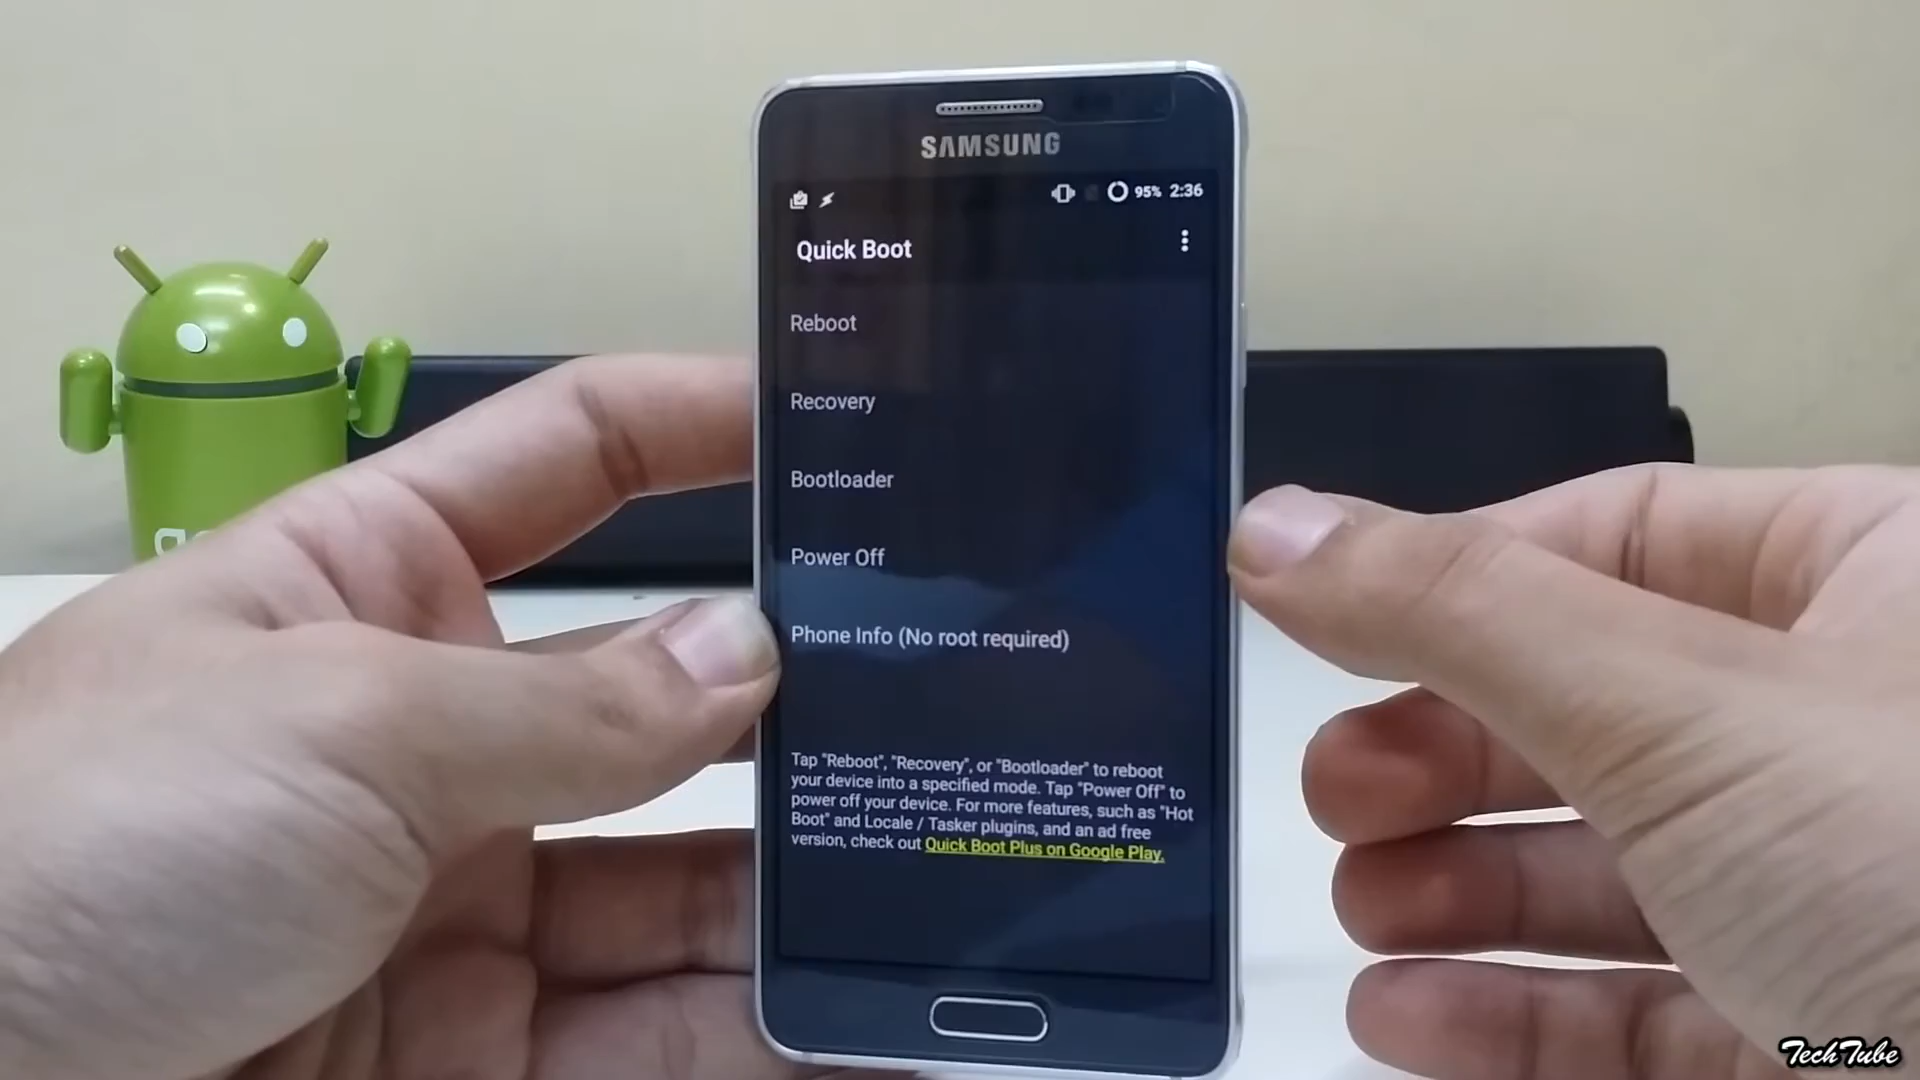 SAMSUNG
95% 2:36
Quick Boot
Reboot
Recovery
Bootloader
Power Off
Phone Info (No root required)
Tap "Reboot", "Recovery", or "Bootloader" to reboot
your device into a specified mode. Tap "Power Off" to
power off your device. For more features, such as "Hot
Boot" and Locale / Tasker plugins, and an ad free
version, check out Quick Boot Plus on Google Play.
TechTube